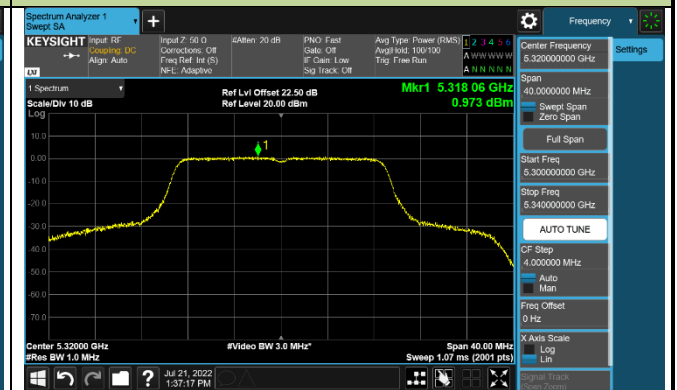 Spectrum Analyzer 1
Swept SA
+
Frequency
KEYSIGHT
Input: RF
Coupling: DC
Align: Auto
Input Z: 50 Ω
Corrections: Off
Freq Ref: Int (S)
NFE: Adaptive
#Atten: 20 dB
PNO: Fast
Gate: Off
IF Gain: Low
Sig Track: Off
Avg Type: Power (RMS)
Avg|Hold: 100/100
Trig: Free Run
1 2 3 4 5 6
A W W W W W
A N N N N N
LXI
1 Spectrum
Scale/Div 10 dB
Log
Ref Lvl Offset 22.50 dB
Ref Level 20.00 dBm
Mkr1 5.318 06 GHz
0.973 dBm
1
10.0
0.00
-10.0
-20.0
-30.0
-40.0
-50.0
-60.0
-70.0
Center 5.32000 GHz
#Res BW 1.0 MHz
#Video BW 3.0 MHz*
Span 40.00 MHz
Sweep 1.07 ms (2001 pts)
Jul 21, 2022
1:37:17 PM
?
Center Frequency
5.320000000 GHz
Span
40.0000000 MHz
Swept Span
Zero Span
Full Span
Start Freq
5.300000000 GHz
Stop Freq
5.340000000 GHz
AUTO TUNE
CF Step
4.000000 MHz
Auto
Man
Freq Offset
0 Hz
X Axis Scale
Log
Lin
Signal Track
(Span Zoom)
Settings